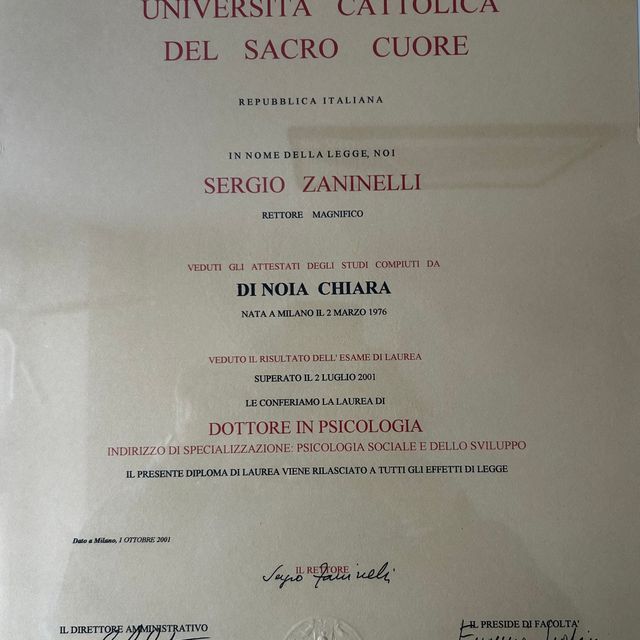 UNIVERSITÀ CATTOLICA
DEL SACRO CUORE
REPUBBLICA ITALIANA
IN NOME DELLA LEGGE, NOI
SERGIO ZANINELLI
RETTORE MAGNIFICO
VEDUTI GLI ATTESTATI DEGLI STUDI COMPIUTI DA
DI NOIA CHIARA
NATA A MILANO IL 2 MARZO 1976
VEDUTO IL RISULTATO DELL'ESAME DI LAUREA
SUPERATO IL 2 LUGLIO 2001
LE CONFERIAMO LA LAUREA DI
DOTTORE IN PSICOLOGIA
INDIRIZZO DI SPECIALIZZAZIONE: PSICOLOGIA SOCIALE E DELLO SVILUPPO
IL PRESENTE DIPLOMA DI LAUREA VIENE RILASCIATO A TUTTI GLI EFFETTI DI LEGGE
Dato a Milano, 1 OTTOBRE 2001
IL RETTORE
Sergio Zaninelli
IL DIRETTORE AMMINISTRATIVO
IL PRESIDE DI FACOLTA'